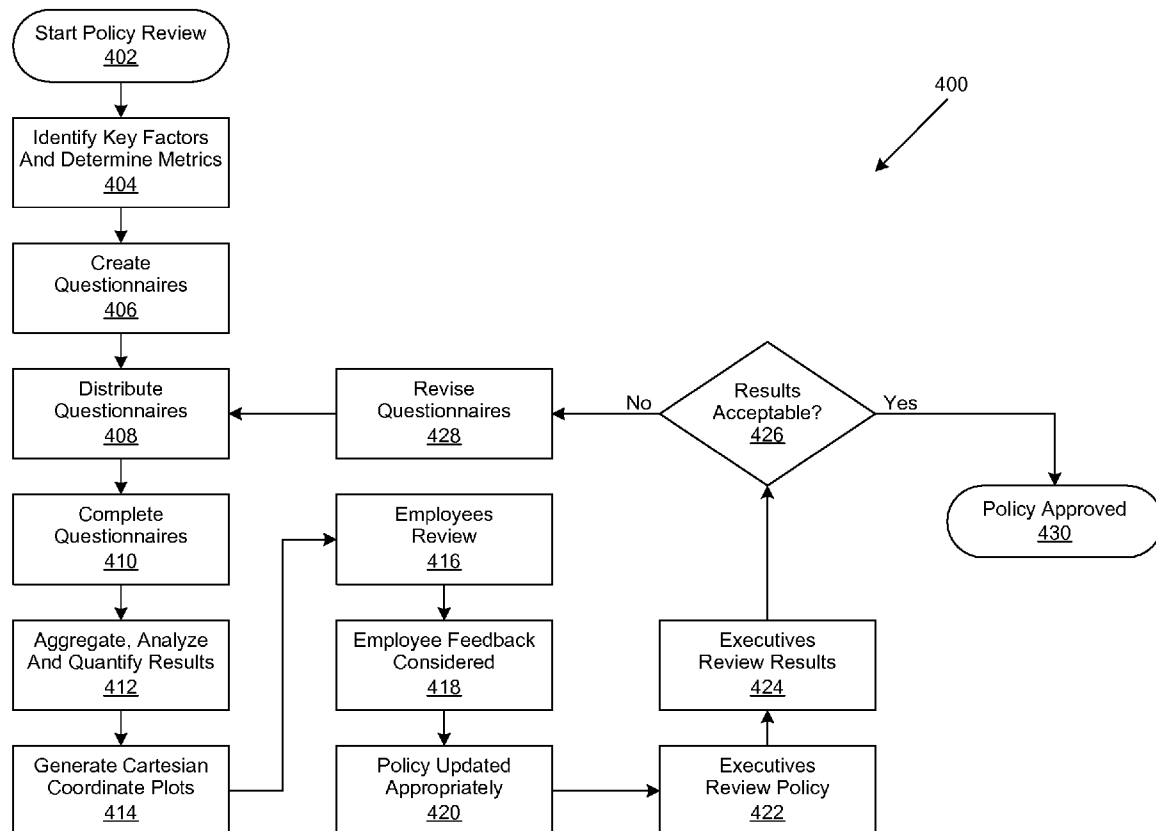 Start Policy Review
402
400
Identify Key Factors
And Determine Metrics
404
Create
Questionnaires
406
Distribute
Questionnaires
408
Revise
Questionnaires
428
No
Results
Acceptable?
426
Yes
Policy Approved
430
Complete
Questionnaires
410
Employees
Review
416
Aggregate, Analyze
And Quantify Results
412
Employee Feedback
Considered
418
Executives
Review Results
424
Generate Cartesian
Coordinate Plots
414
Policy Updated
Appropriately
420
Executives
Review Policy
422